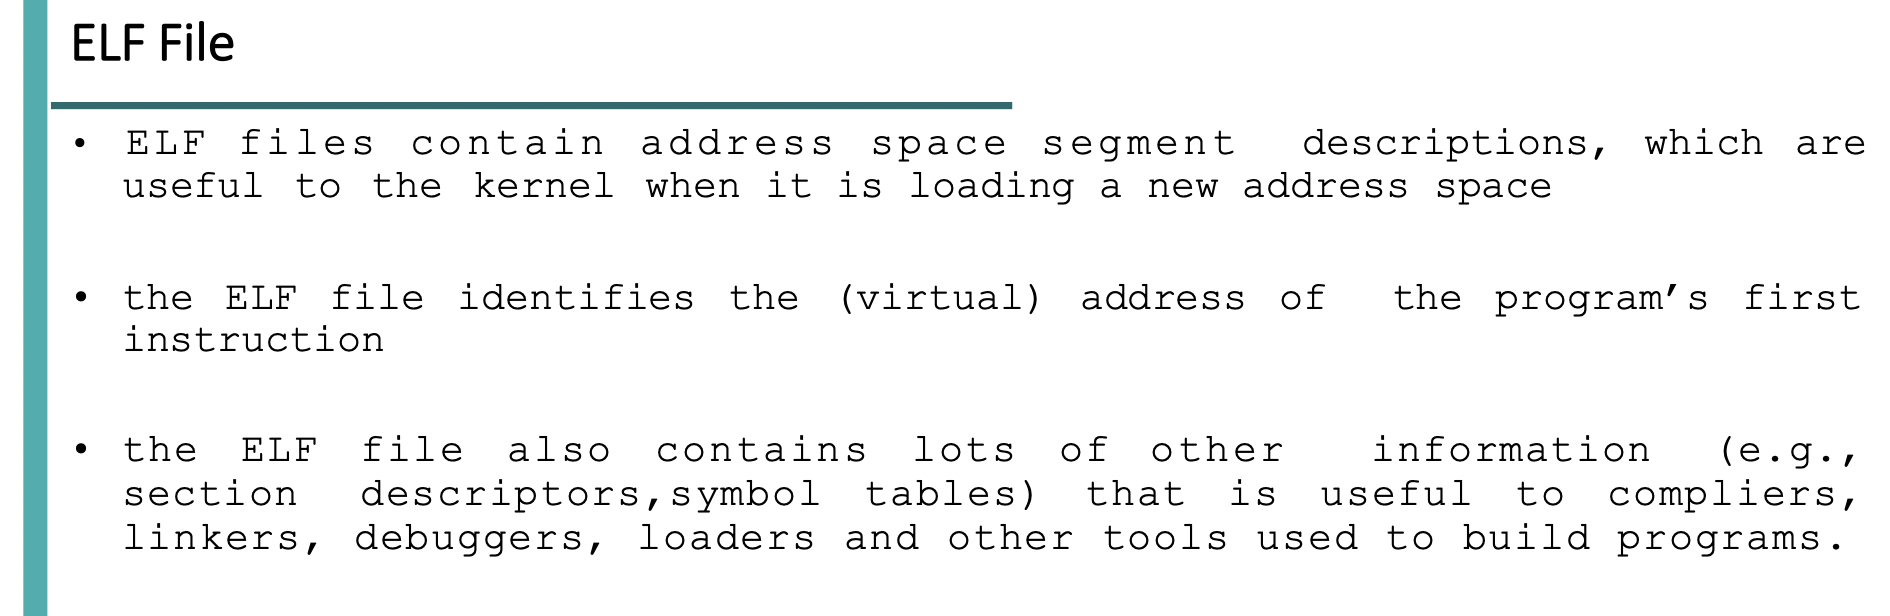 ELF File
• ELF files contain address space segment descriptions, which are
useful to the kernel when it is loading a new address space
• the ELF file identifies the (virtual) address of the program’s first
instruction
• the ELF file also contains lots of other information (e.g.,
section descriptors,symbol tables) that is useful to compliers,
linkers, debuggers, loaders and other tools used to build programs.